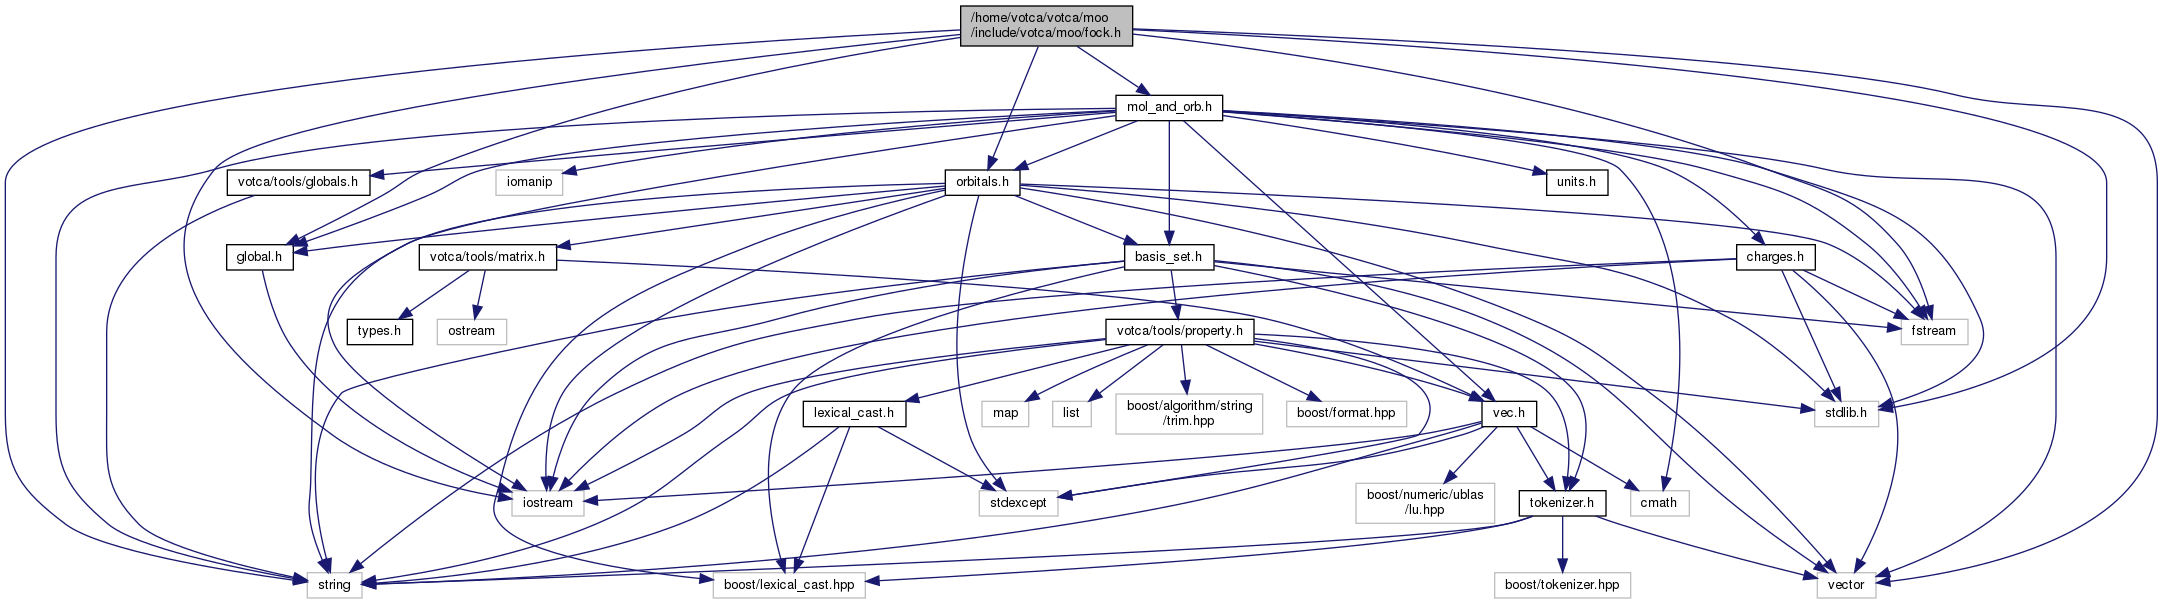 /home/votca/votca/moo
/include/votca/moo/fock.h
mol_and_orb.h
votca/tools/globals.h
iomanip
orbitals.h
units.h
global.h
votca/tools/matrix.h
basis_set.h
charges.h
types.h
ostream
votca/tools/property.h
fstream
lexical_cast.h
map
list
boost/algorithm/string
/trim.hpp
boost/format.hpp
vec.h
stdlib.h
iostream
stdexcept
boost/numeric/ublas
/lu.hpp
tokenizer.h
cmath
string
boost/lexical_cast.hpp
boost/tokenizer.hpp
vector